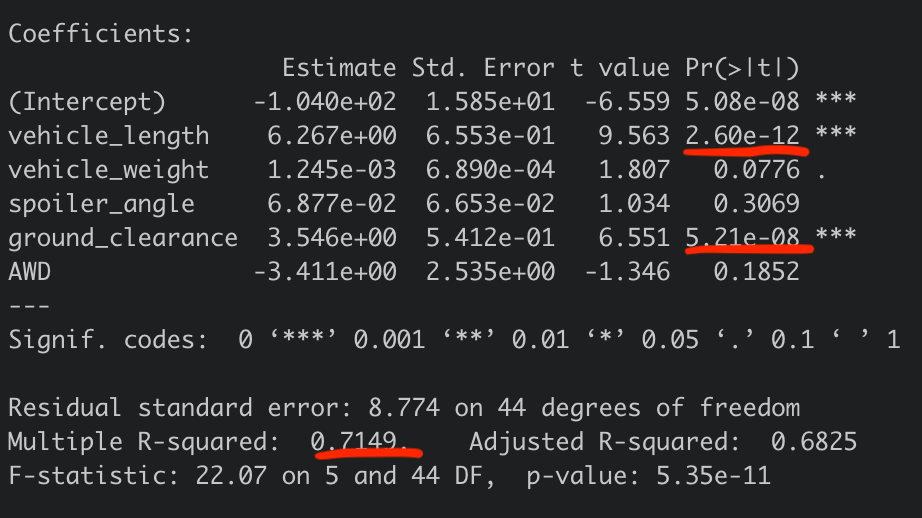 Coefficients:
Estimate Std. Error t value Pr(>|t|)
(Intercept) -1.040e+02 1.585e+01 -6.559 5.08e-08 ***
vehicle_length 6.267e+00 6.553e-01 9.563 2.60e-12 ***
vehicle_weight 1.245e-03 6.890e-04 1.807 0.0776 .
spoiler_angle 6.877e-02 6.653e-02 1.034 0.3069
ground_clearance 3.546e+00 5.412e-01 6.551 5.21e-08 ***
AWD -3.411e+00 2.535e+00 -1.346 0.1852
---
Signif. codes: 0 ‘***’ 0.001 ‘**’ 0.01 ‘*’ 0.05 ‘.’ 0.1 ‘ ’ 1
Residual standard error: 8.774 on 44 degrees of freedom
Multiple R-squared: 0.7149, Adjusted R-squared: 0.6825
F-statistic: 22.07 on 5 and 44 DF, p-value: 5.35e-11